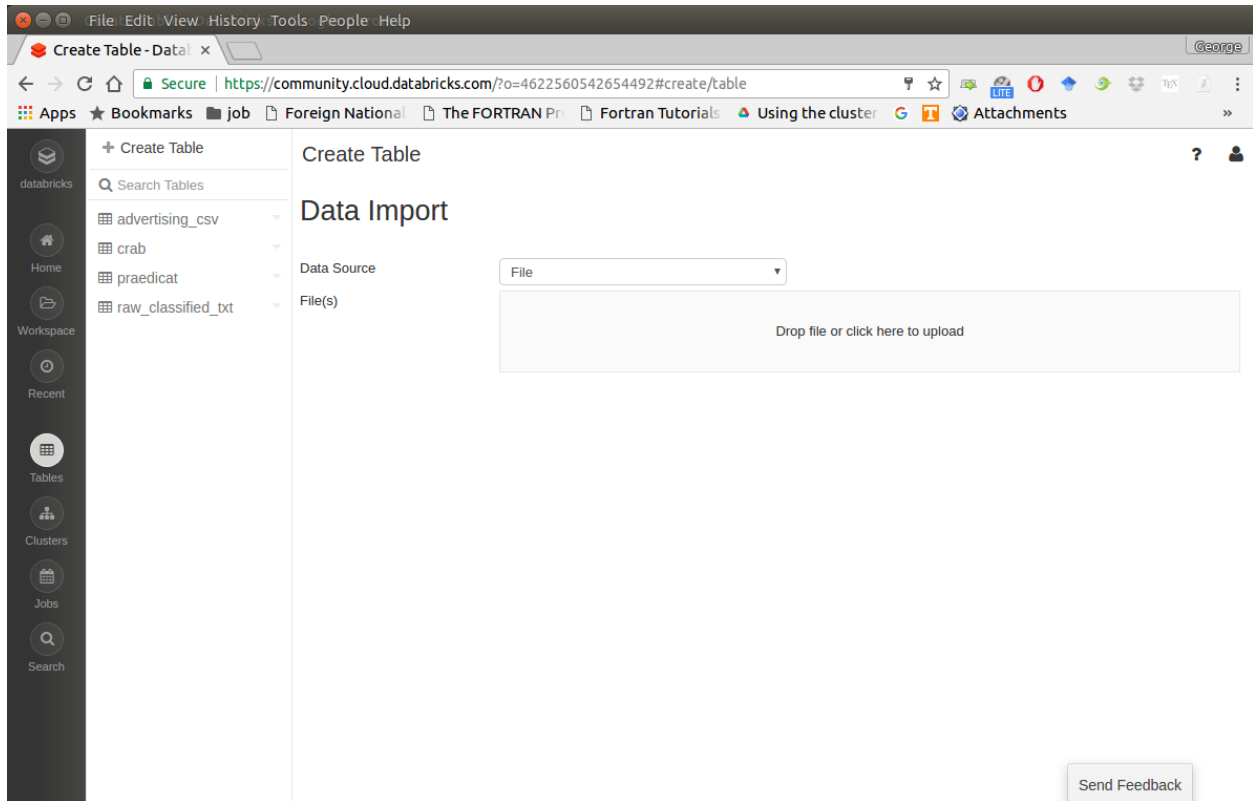 File Edit View History Tools People Help
Create Table - Datab
George
Secure https://community.cloud.databricks.com/?o=4622560542654492#create/table
LITE
Apps Bookmarks job Foreign National The FORTRAN Pr Fortran Tutorials Using the cluster G T Attachments »
databricks
Home
Workspace
Recent
Tables
Clusters
Jobs
Search
+ Create Table
Search Tables
advertising_csv
crab
praedicat
raw_classified_txt
Create Table
?
Data Import
Data Source File
File(s)
Drop file or click here to upload
Send Feedback